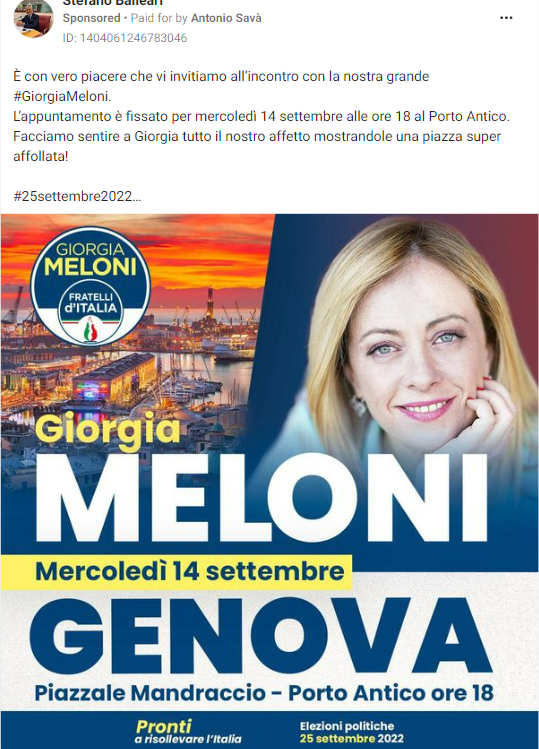 Stefano Balleari
Sponsored • Paid for by Antonio Savà
ID: 1404061246783046
È con vero piacere che vi invitiamo all'incontro con la nostra grande
#GiorgiaMeloni.
L'appuntamento è fissato per mercoledì 14 settembre alle ore 18 al Porto Antico.
Facciamo sentire a Giorgia tutto il nostro affetto mostrandole una piazza super
affollata!
#25settembre2022...
GIORGIA
MELONI
FRATELLI
d'ITALIA
Giorgia
MELONI
Mercoledì 14 settembre
GENOVA
Piazzale Mandraccio - Porto Antico ore 18
Pronti
a risollevare l'Italia
Elezioni politiche
25 settembre 2022